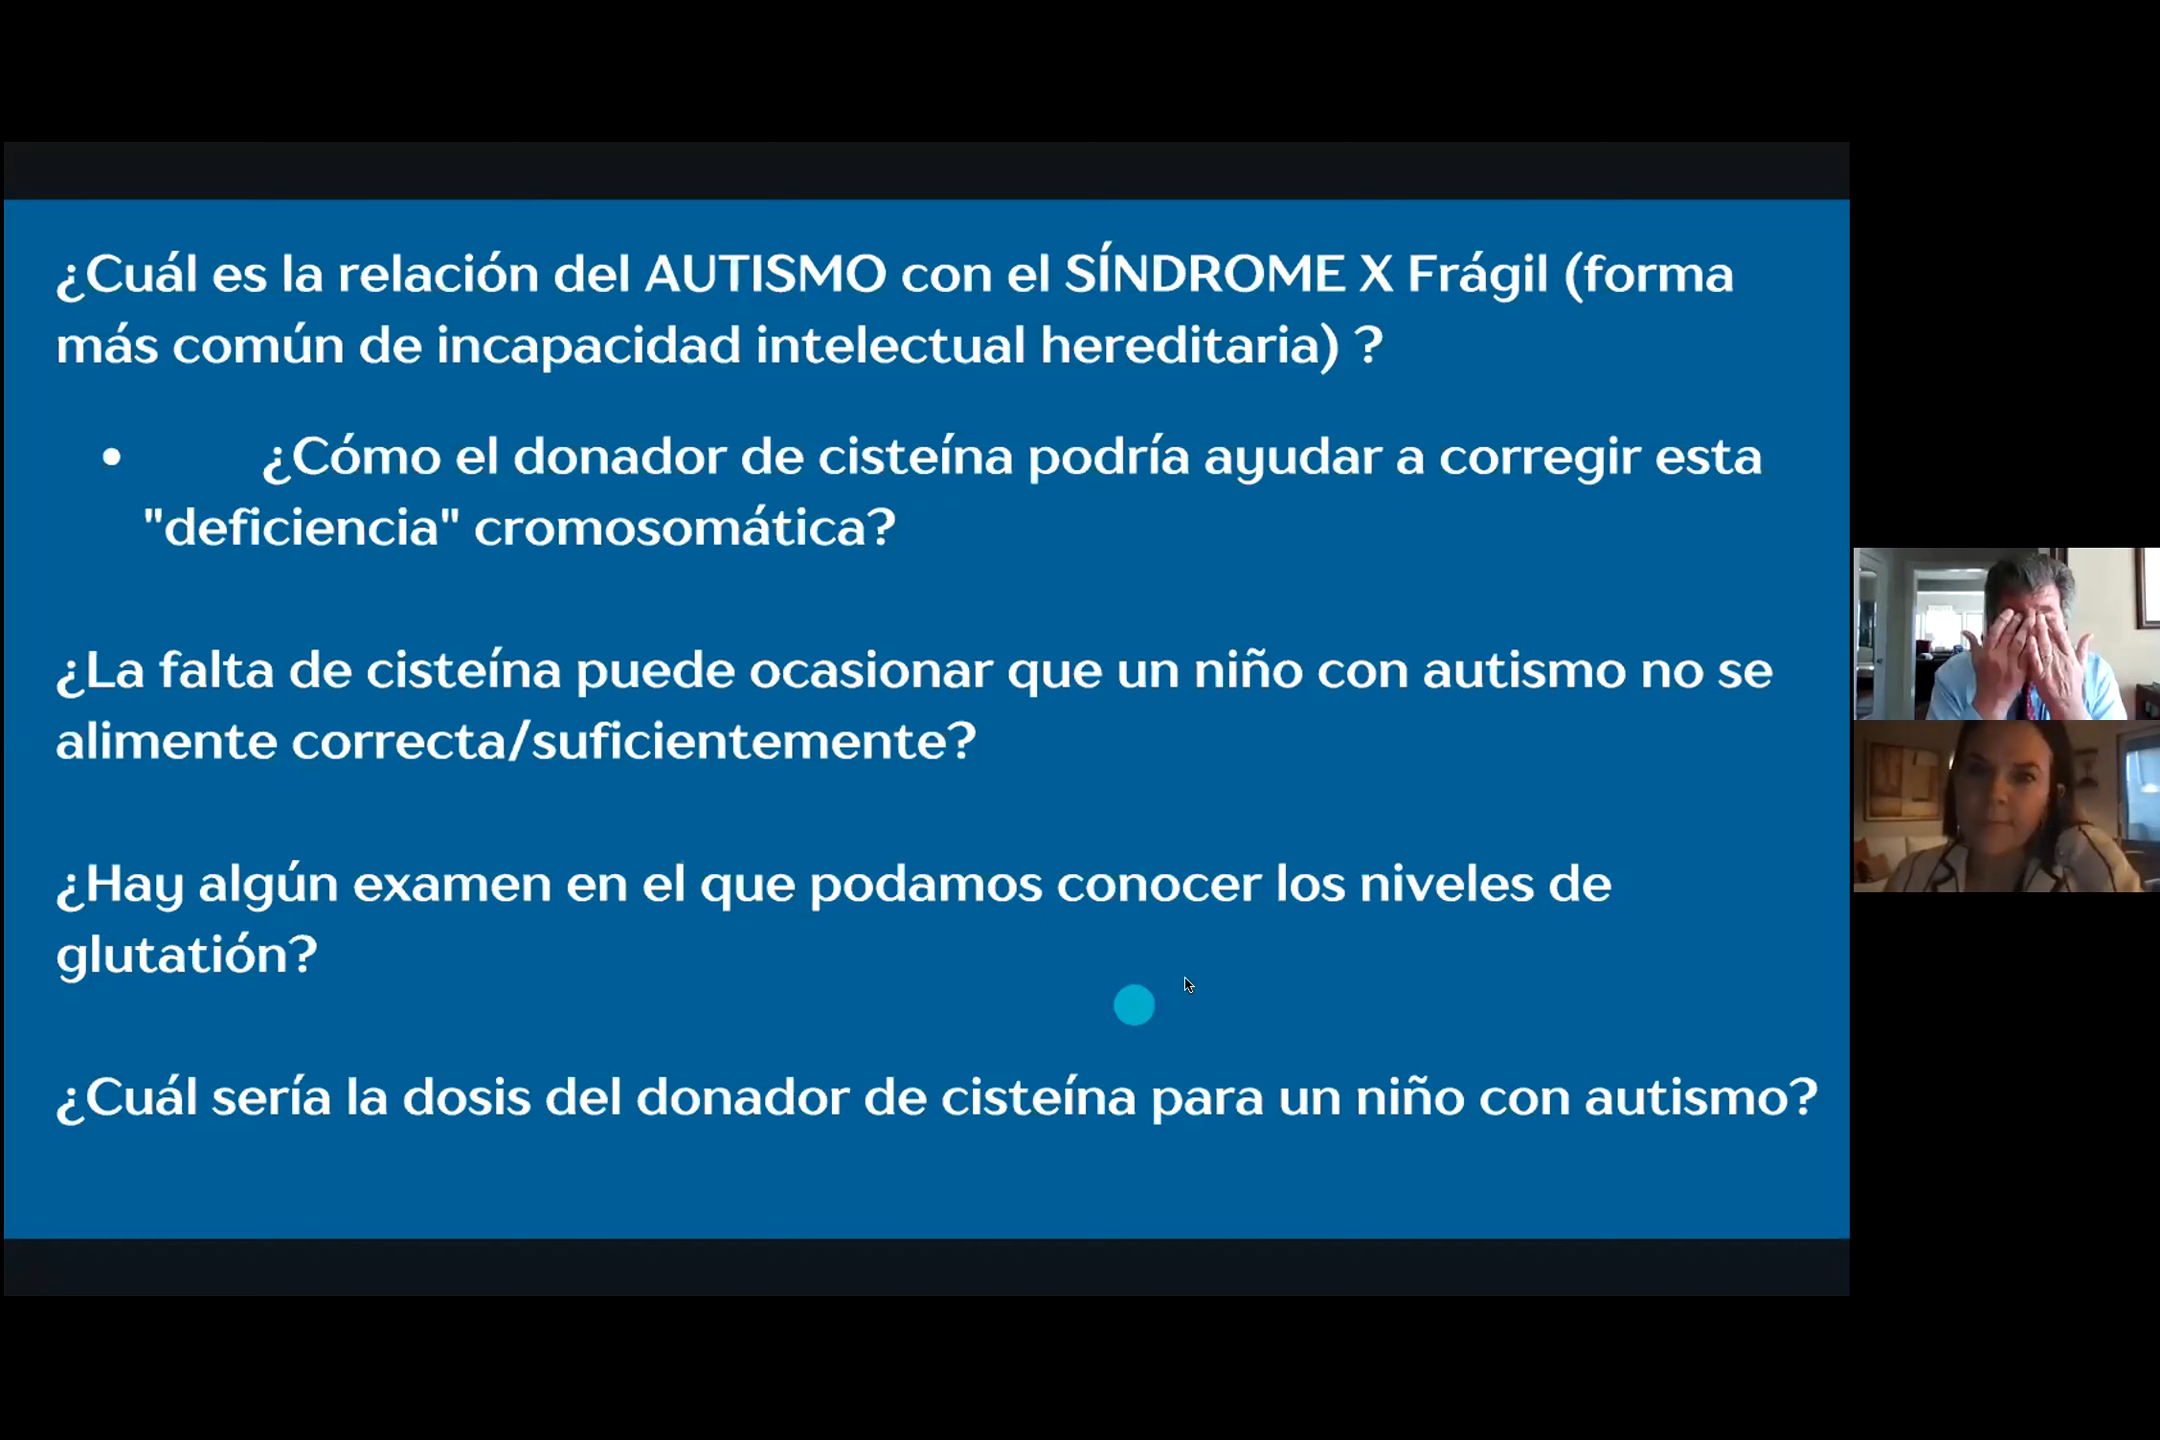 ¿Cuál es la relación del AUTISMO con el SÍNDROME X Frágil (forma
más común de incapacidad intelectual hereditaria) ?
• ¿Cómo el donador de cisteína podría ayudar a corregir esta
"deficiencia" cromosomática?
¿La falta de cisteína puede ocasionar que un niño con autismo no se
alimente correcta/suficientemente?
¿Hay algún examen en el que podamos conocer los niveles de
glutatión?
¿Cuál sería la dosis del donador de cisteína para un niño con autismo?